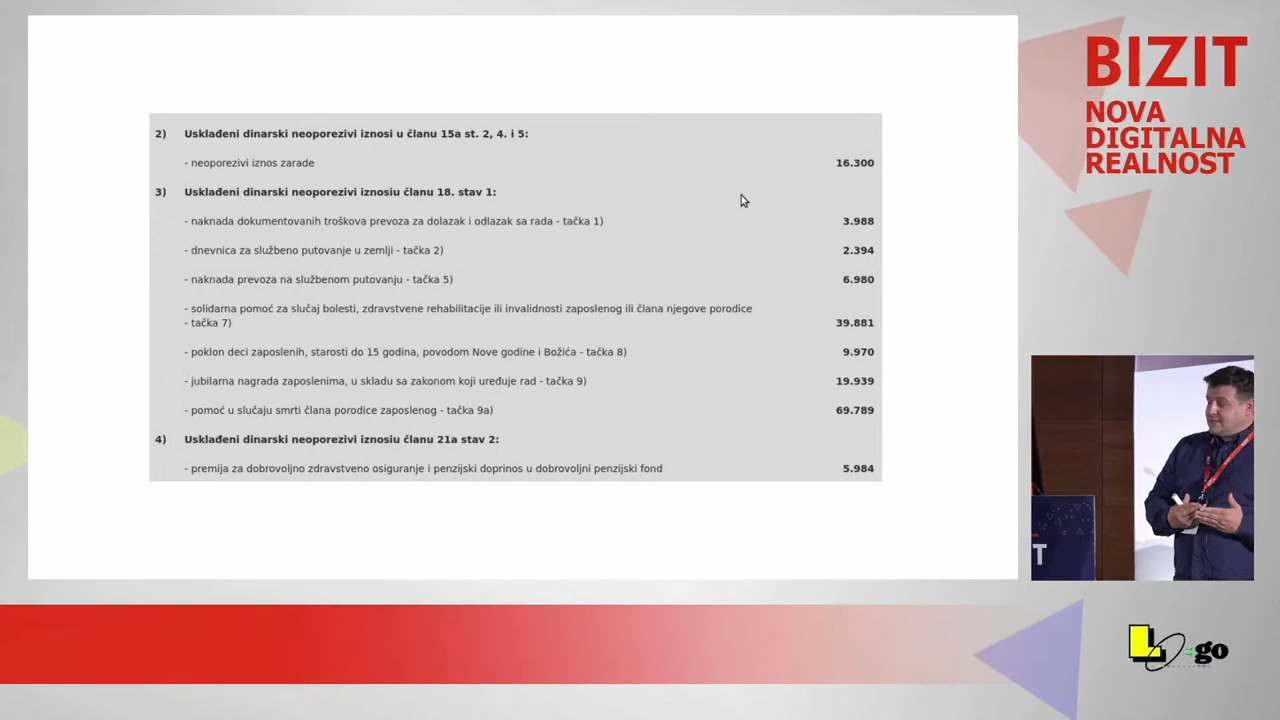 2) Usklađeni dinarski neoporezivi iznosi u članu 15a st. 2, 4. i 5:
- neoporezivi iznos zarade 16.300
3) Usklađeni dinarski neoporezivi iznosiu članu 18. stav 1:
- naknada dokumentovanih troškova prevoza za dolazak i odlazak sa rada - tačka 1) 3.988
- dnevnica za službeno putovanje u zemlji - tačka 2) 2.394
- naknada prevoza na službenom putovanju - tačka 5) 6.980
- solidarna pomoć za slučaj bolesti, zdravstvene rehabilitacije ili invalidnosti zaposlenog ili člana njegove porodice
- tačka 7) 39.881
- poklon deci zaposlenih, starosti do 15 godina, povodom Nove godine i Božića - tačka 8) 9.970
- jubilarna nagrada zaposlenima, u skladu sa zakonom koji uređuje rad - tačka 9) 19.939
- pomoć u slučaju smrti člana porodice zaposlenog - tačka 9a) 69.789
4) Usklađeni dinarski neoporezivi iznosiu članu 21a stav 2:
- premija za dobrovoljno zdravstveno osiguranje i penzijski doprinos u dobrovoljni penzijski fond 5.984
BIZIT
NOVA
DIGITALNA
REALNOST
T
L go